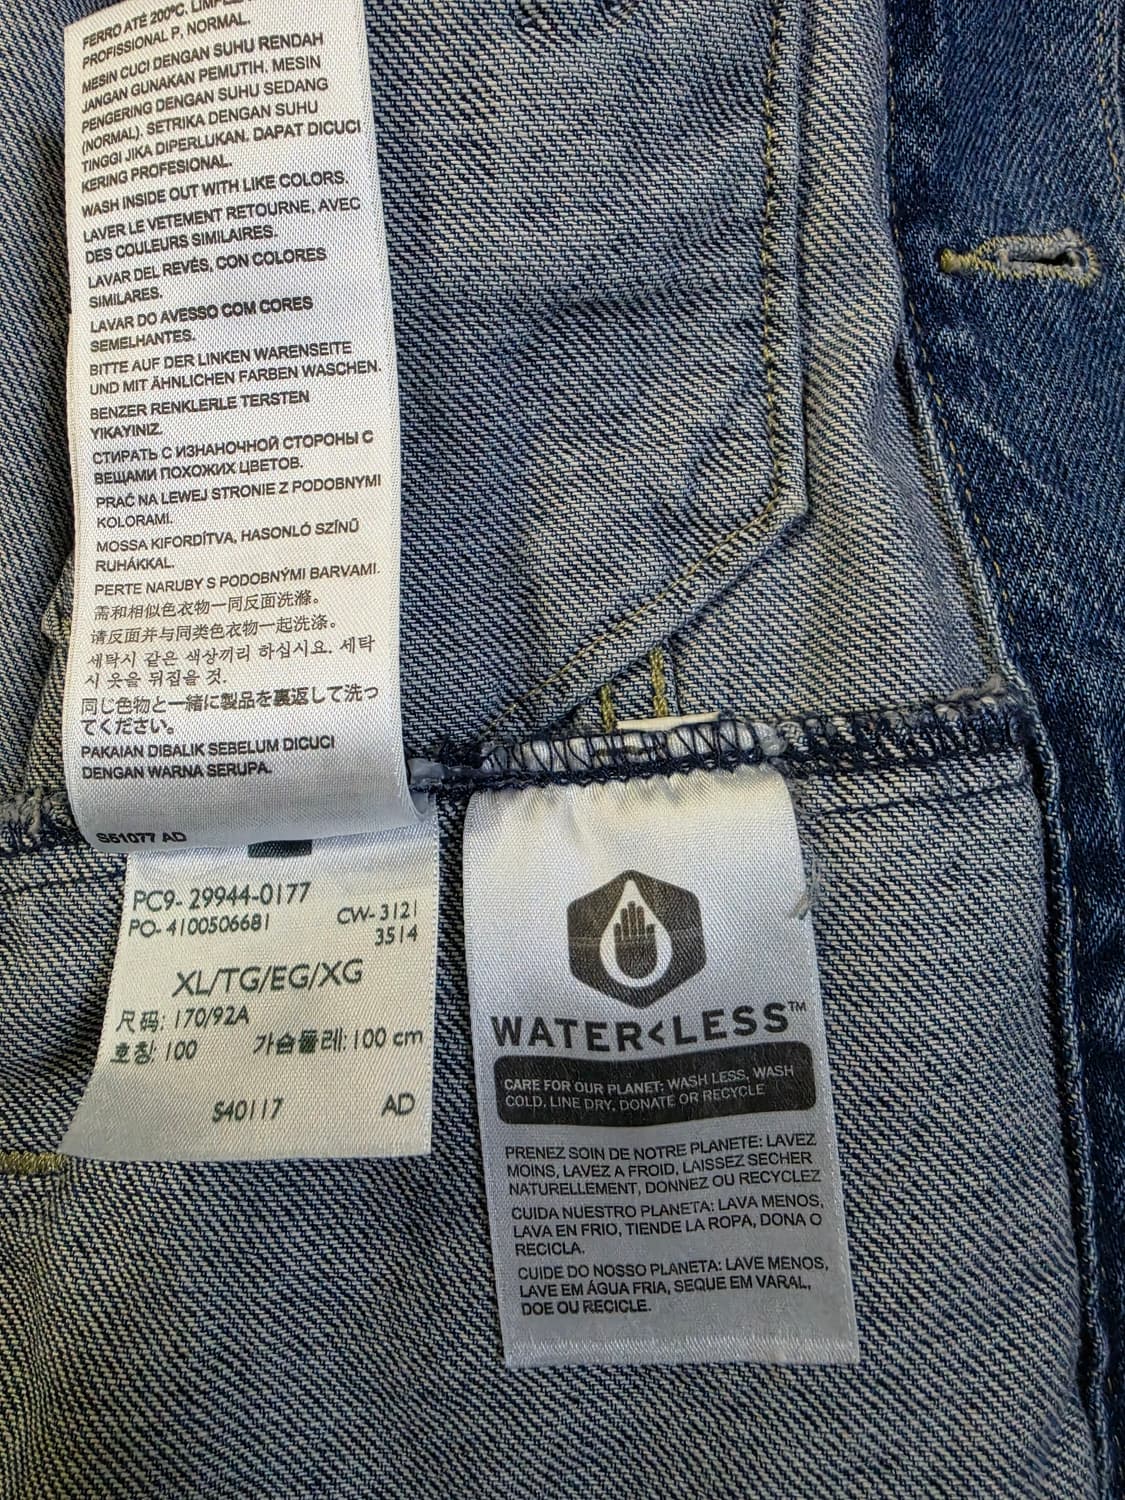 FERRO ATÉ 200ºC.
PROFISSIONAL P, NORMAL.
MESIN CUCI DENGAN SUHU RENDAH
JANGAN GUNAKAN PEMUTIH, MESIN
PENGERING DENGAN SUHU SEDANG
(NORMAL). SETRIKA DENGAN SUHU
TINGGI JIKA DIPERLUKAN. DAPAT DICUCI
KERING PROFESIONAL.
WASH INSIDE OUT WITH LIKE COLORS.
LAVER LE VETEMENT RETOURNE, AVEC
DES COULEURS SIMILAIRES.
LAVAR DEL REVÉS, CON COLORES
SIMILARES.
LAVAR DO AVESSO COM CORES
SEMELHANTES.
BITTE AUF DER LINKEN WARENSEITE
UND MIT ÄHNLICHEN FARBEN WASCHEN.
BENZER RENKLERLE TERSTEN
YIKAYINIZ.
СТИРАТЬ С ИЗНАНОЧНОЙ СТОРОНЫ С
ВЕЩАМИ ПОХОЖИХ ЦВЕТОВ.
PRAĆ NA LEWEJ STRONIE Z PODOBNYMI
KOLORAMI.
MOSSA KIFORDÍTVA, HASONLÓ SZÍNŰ
RUHÁKKAL.
PERTE NARUBY S PODOBNÝMI BARVAMI.
需和相似色衣物一同反面洗滌。
请反面并与同类色衣物一起洗涤。
세탁시 같은 색상끼리 하십시요. 세탁
시 옷을 뒤집을 것.
同じ色物と一緒に製品を裏返して洗っ
てください。
PAKAIAN DIBALIK SEBELUM DICUCI
DENGAN WARNA SERUPA.
S51077 AD
PC9- 29944-0177
PO- 4100506681 CW- 3121
3514
XL/TG/EG/XG
尺码: 170/92A
호칭: 100 가슴둘레: 100 cm
S40117 AD
WATER<LESS™
CARE FOR OUR PLANET: WASH LESS, WASH
COLD, LINE DRY, DONATE OR RECYCLE
PRENEZ SOIN DE NOTRE PLANETE: LAVEZ
MOINS, LAVEZ A FROID, LAISSEZ SECHER
NATURELLEMENT, DONNEZ OU RECYCLEZ
CUIDA NUESTRO PLANETA: LAVA MENOS,
LAVA EN FRIO, TIENDE LA ROPA, DONA O
RECICLA.
CUIDE DO NOSSO PLANETA: LAVE MENOS,
LAVE EM ÁGUA FRIA, SEQUE EM VARAL,
DOE OU RECICLE.